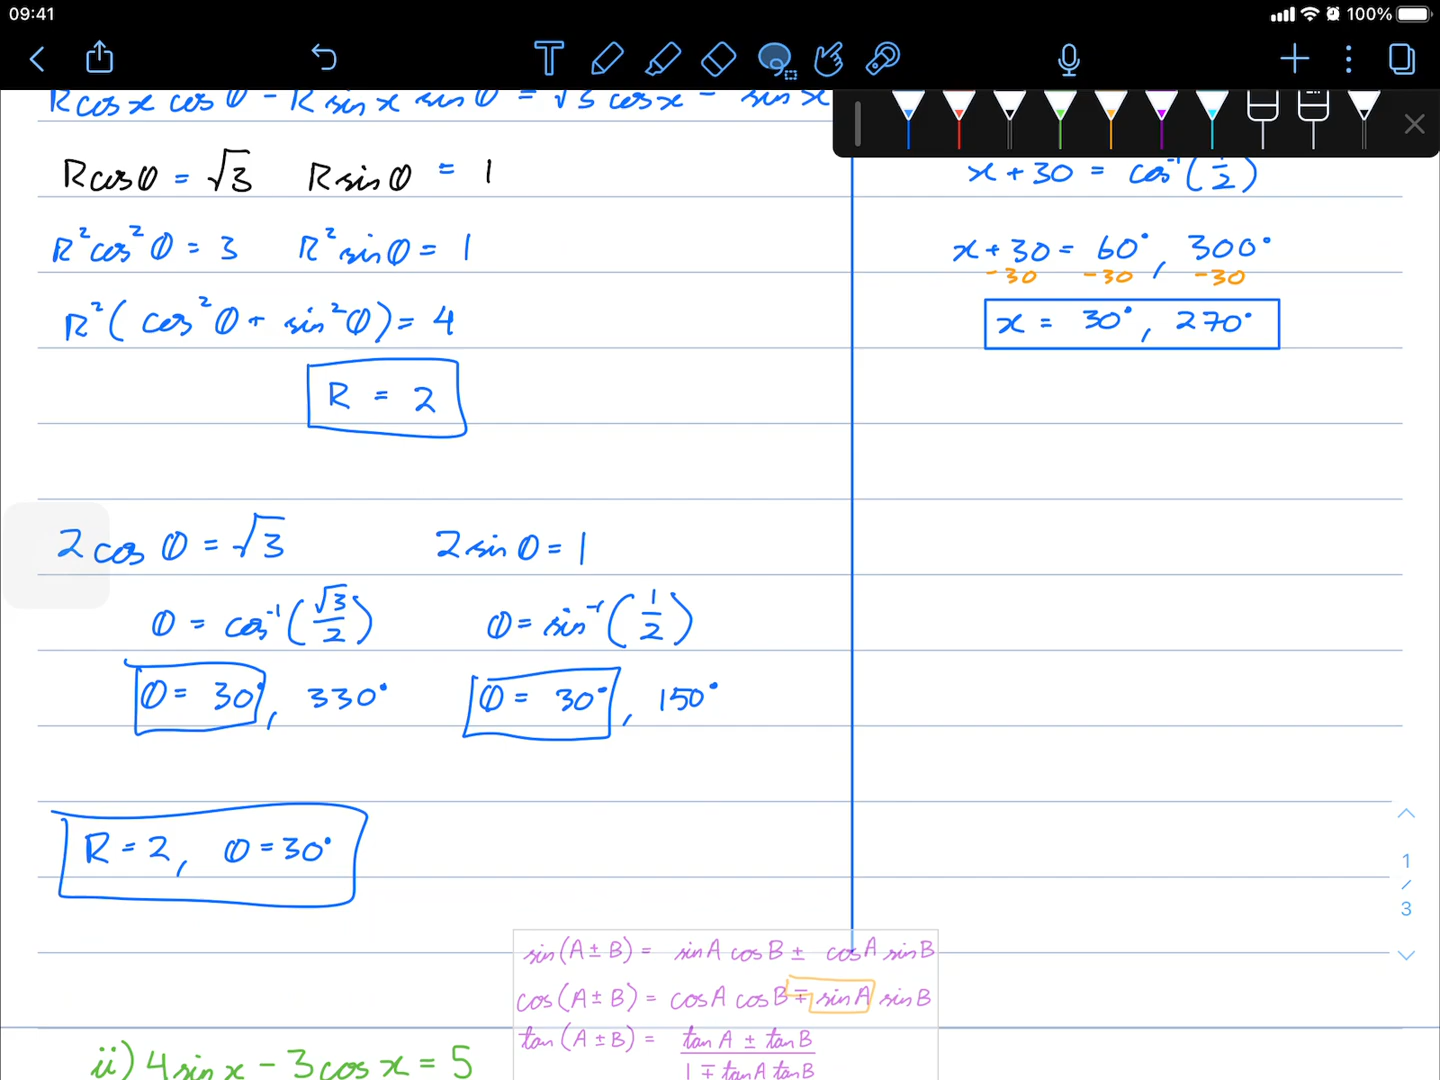 09:41
100%
R cos x cos θ - R sin x sin θ = √3 cos x - sin x
R cos θ = √3   R sin θ = 1
R² cos² θ = 3   R² sin θ = 1
R² ( cos² θ + sin² θ ) = 4
R = 2
2 cos θ = √3   2 sin θ = 1
θ = cos⁻¹ (√3/2)   θ = sin⁻¹ (1/2)
θ = 30°, 330°   θ = 30°, 150°
R = 2, θ = 30°
x + 30 = cos⁻¹ (1/2)
x + 30 = 60°, 300°
-30   -30   -30
x = 30°, 270°
sin (A ± B) = sin A cos B ± cos A sin B
cos (A ± B) = cos A cos B ∓ sin A sin B
tan (A ± B) = tan A ± tan B
1 ∓ tan A tan B
ii) 4 sin x - 3 cos x = 5
1
/
3